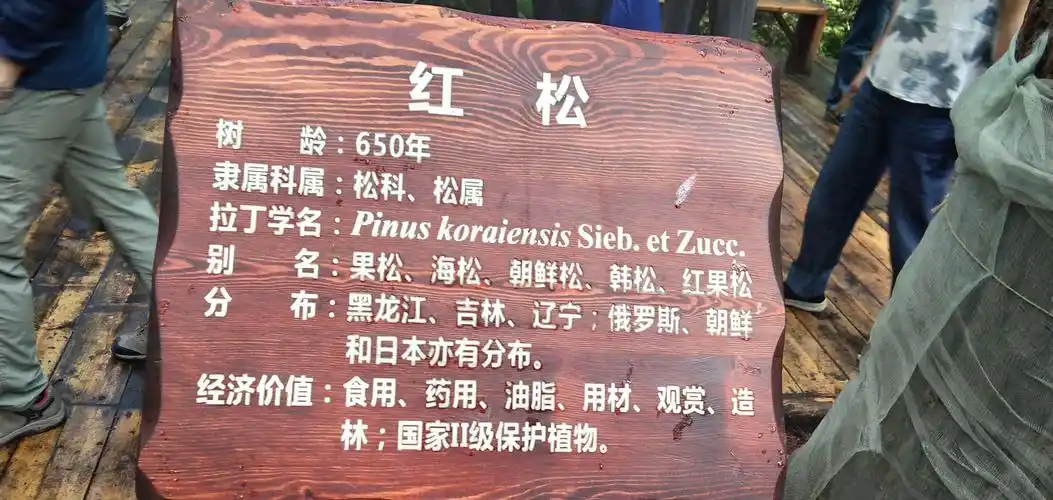 红 松
树 龄：650年
隶属科属：松科、松属
拉丁学名：Pinus koraiensis Sieb. et Zucc.
别 名：果松、海松、朝鲜松、韩松、红果松
分 布：黑龙江、吉林、辽宁；俄罗斯、朝鲜
和日本亦有分布。
经济价值：食用、药用、油脂、用材、观赏、造
林；国家II级保护植物。